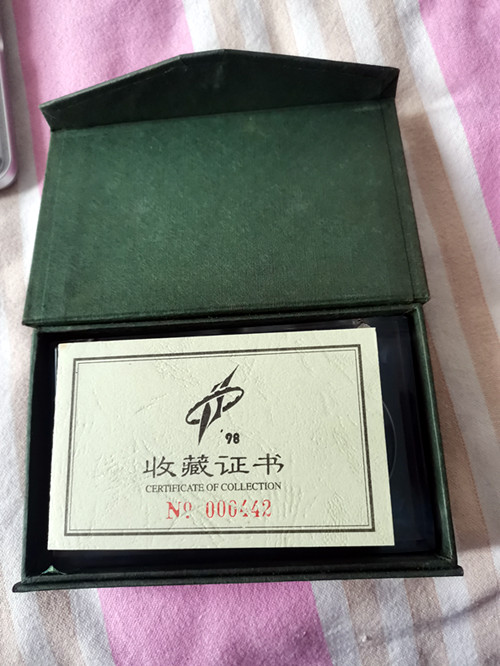 '98
收藏证书
CERTIFICATE OF COLLECTION
Nº 006442